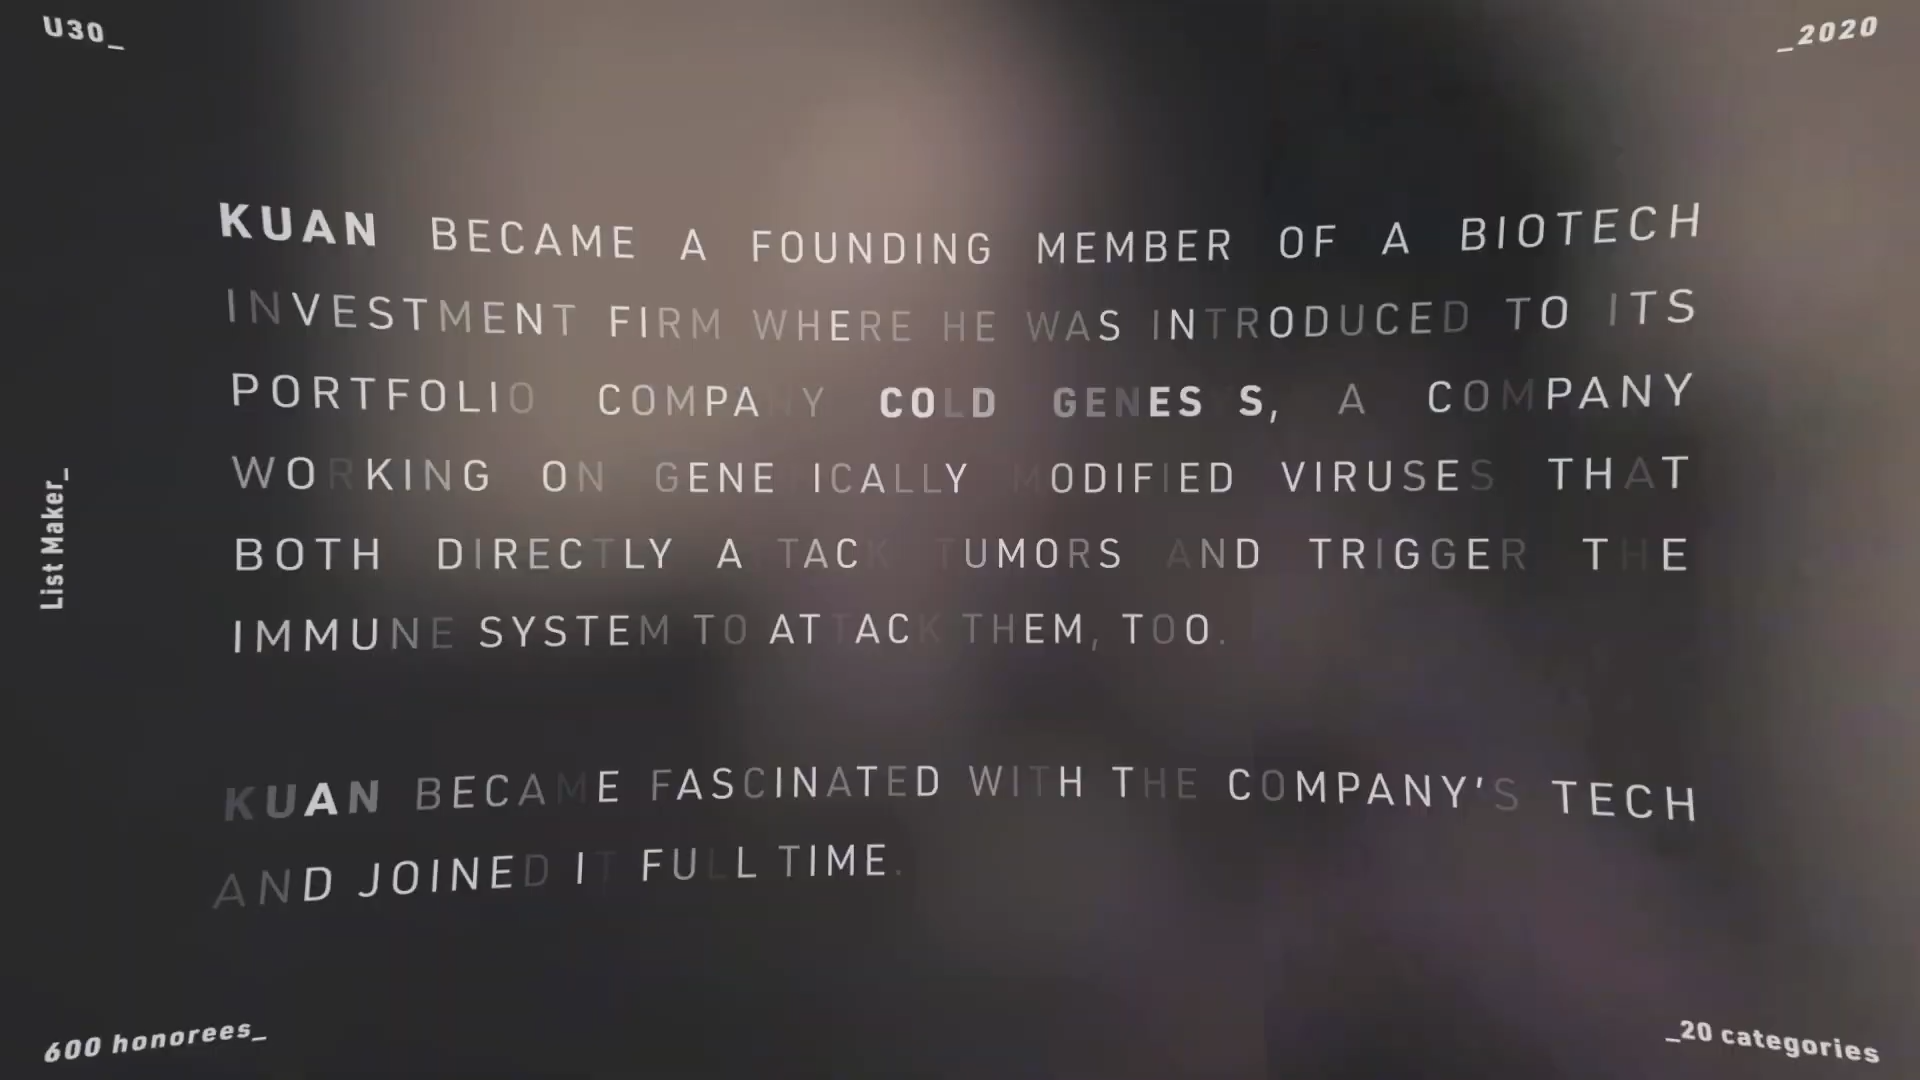 U30_
_2020
KUAN BECAME A FOUNDING MEMBER OF A BIOTECH
INVESTMENT FIRM WHERE HE WAS INTRODUCED TO ITS
PORTFOLIO COMPANY COLD GENESIS, A COMPANY
WORKING ON GENETICALLY MODIFIED VIRUSES THAT
BOTH DIRECTLY ATTACK TUMORS AND TRIGGER THE
IMMUNE SYSTEM TO ATTACK THEM, TOO.
List Maker_
KUAN BECAME FASCINATED WITH THE COMPANY'S TECH
AND JOINED IT FULL TIME.
600 honorees_
_20 categories